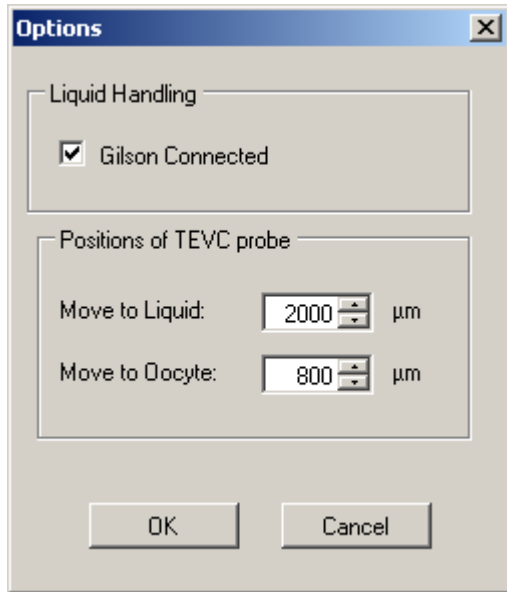 Options
Liquid Handling
Gilson Connected
Positions of TEVC probe
Move to Liquid: 2000 µm
Move to Oocyte: 800 µm
OK Cancel